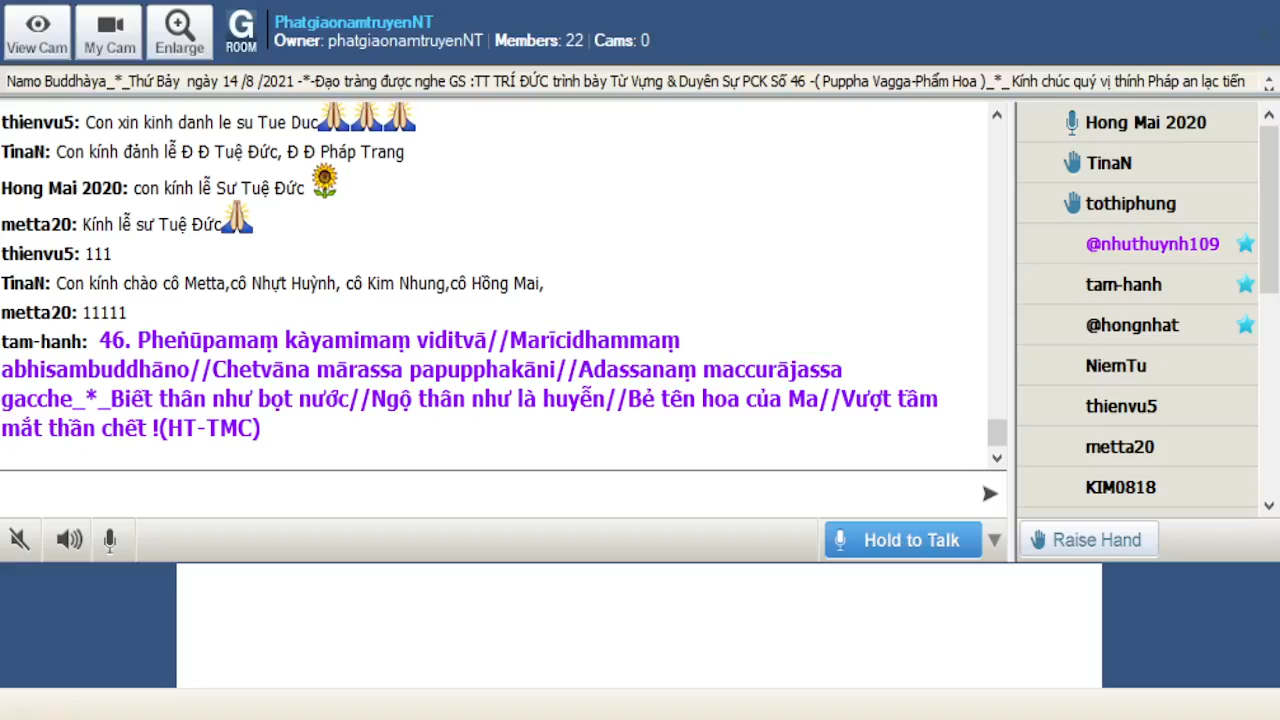 View Cam
My Cam
Enlarge
G
ROOM
PhatgiaonamtruyenNT
Owner: phatgiaonamtruyenNT | Members: 22 | Cams: 0
Namo Buddhàya_*_Thứ Bảy ngày 14 /8 /2021 -*-Đạo tràng được nghe GS :TT TRÍ ĐỨC trình bày Từ Vựng & Duyên Sự PCK Số 46 -( Puppha Vagga-Phẩm Hoa )_*_ Kính chúc quý vị thính Pháp an lạc tiến
thienvu5: Con xin kinh danh le su Tue Duc
TinaN: Con kính đảnh lễ Đ Đ Tuệ Đức, Đ Đ Pháp Trang
Hong Mai 2020: con kính lễ Sư Tuệ Đức
metta20: Kính lễ sư Tuệ Đức
thienvu5: 111
TinaN: Con kính chào cô Metta,cô Nhựt Huỳnh, cô Kim Nhung,cô Hồng Mai,
metta20: 11111
tam-hanh: 46. Pheṅūpamaṃ kàyamimaṃ viditvā//Marīcidhammaṃ
abhisambuddhāno//Chetvāna mārassa papupphakāni//Adassanaṃ maccurājassa
gacche_*_Biết thân như bọt nước//Ngộ thân như là huyễn//Bẻ tên hoa của Ma//Vượt tầm
mắt thần chết !(HT-TMC)
Hold to Talk
Hong Mai 2020
TinaN
tothiphung
@nhuthuynh109
tam-hanh
@hongnhat
NiemTu
thienvu5
metta20
KIM0818
Raise Hand